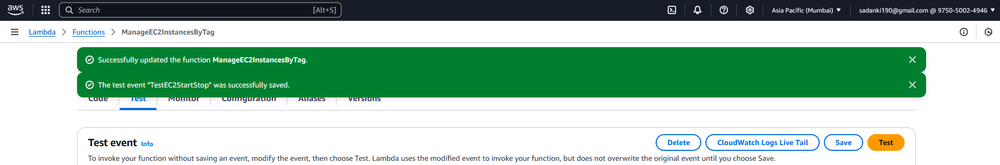 aws Search [Alt+S] Asia Pacific (Mumbai) sadanki190@gmail.com @ 9750-5002-4946
Lambda Functions ManageEC2InstancesByTag
Successfully updated the function ManageEC2InstancesByTag.
The test event "TestEC2StartStop" was successfully saved.
Code Test Monitor Configuration Aliases Versions
Test event Info Delete CloudWatch Logs Live Tail Save Test
To invoke your function without saving an event, modify the event, then choose Test. Lambda uses the modified event to invoke your function, but does not overwrite the original event until you choose Save.